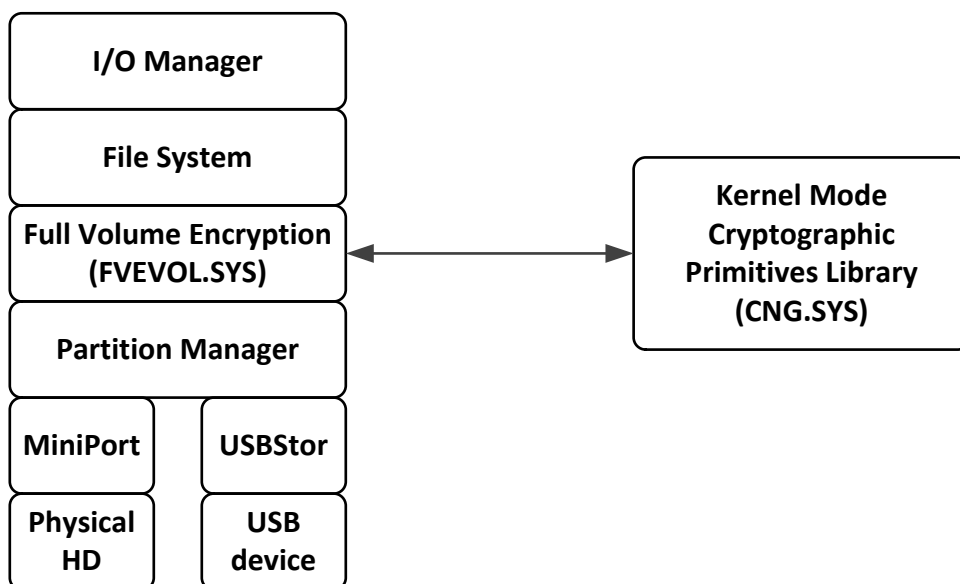 I/O Manager
File System
Full Volume Encryption
(FVEVOL.SYS)
Partition Manager
MiniPort
USBStor
Physical
HD
USB
device
Kernel Mode
Cryptographic
Primitives Library
(CNG.SYS)